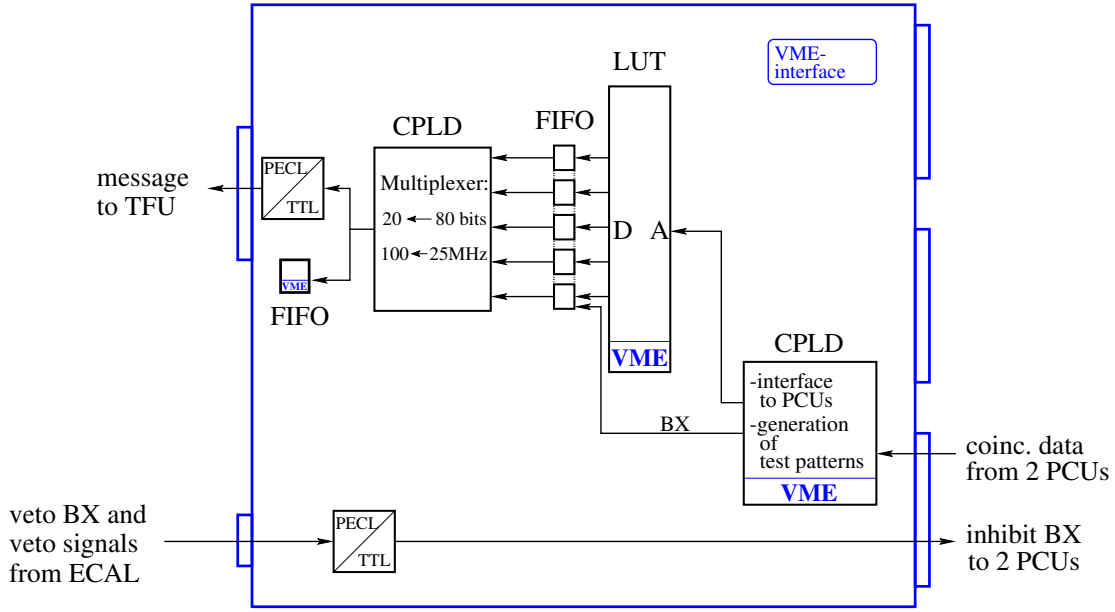 VME-
interface
LUT
FIFO
CPLD
PECL
TTL
message
to TFU
Multiplexer:
20 ← 80 bits
100 ← 25MHz
D A
VME
FIFO
VME
CPLD
-interface
to PCUs
-generation
of
test patterns
VME
BX
coinc. data
from 2 PCUs
veto BX and
veto signals
from ECAL
PECL
TTL
inhibit BX
to 2 PCUs